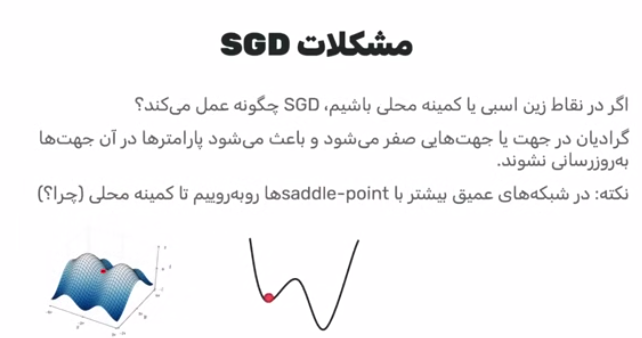 مشکلات SGD
اگر در نقاط زین اسبی یا کمینه محلی باشیم، SGD چگونه عمل می‌کند؟
گرادیان در جهت یا جهت‌هایی صفر می‌شود و باعث می‌شود پارامترها در آن جهت‌ها
به‌روزرسانی نشوند.
نکته: در شبکه‌های عمیق بیشتر با saddle-pointها روبه‌روییم تا کمینه محلی (چرا؟)